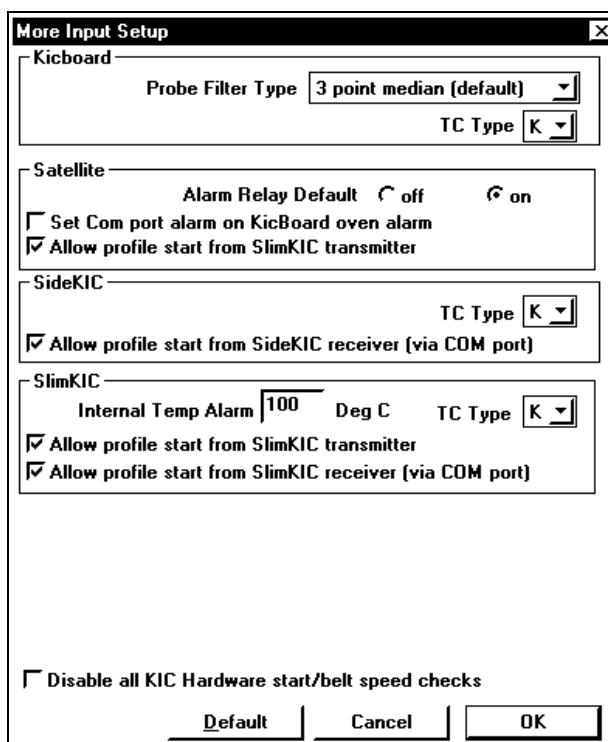 More Input Setup
Kicboard
Probe Filter Type 3 point median (default)
TC Type K
Satellite
Alarm Relay Default off on
Set Com port alarm on KicBoard oven alarm
Allow profile start from SlimKIC transmitter
SideKIC
TC Type K
Allow profile start from SideKIC receiver (via COM port)
SlimKIC
Internal Temp Alarm 100 Deg C TC Type K
Allow profile start from SlimKIC transmitter
Allow profile start from SlimKIC receiver (via COM port)
Disable all KIC Hardware start/belt speed checks
Default Cancel OK